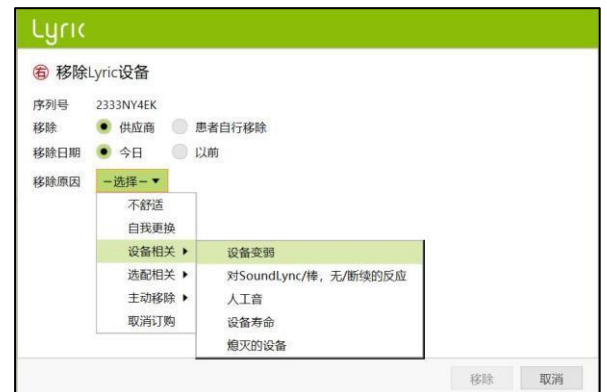 Lyric
右 移除Lyric设备
序列号 2333NY4EK
移除 供应商 患者自行移除
移除日期 今日 以前
移除原因 －选择－
不舒适
自我更换
设备相关 设备变弱
选配相关 对SoundLync/棒，无/断续的反应
主动移除 人工音
取消订购 设备寿命
熄灭的设备
移除 取消